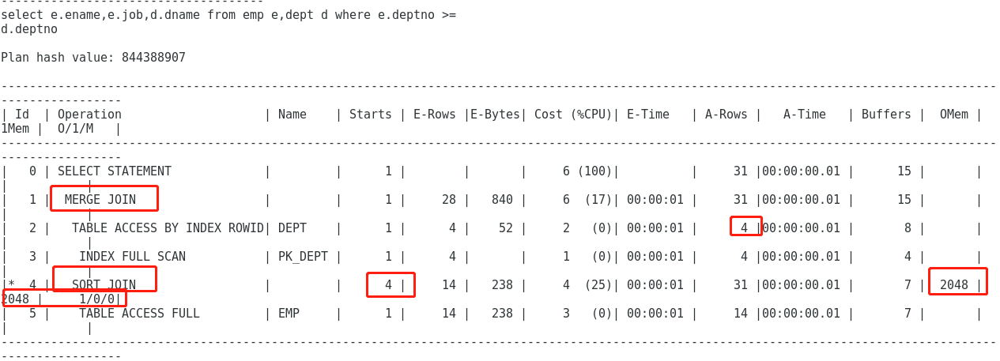 -------------------------------------
select e.ename,e.job,d.dname from emp e,dept d where e.deptno >=
d.deptno
Plan hash value: 844388907
--------------------------------------------------------------------------------------------------------------------------------------------
-----------------
| Id  | Operation                    | Name    | Starts | E-Rows |E-Bytes| Cost (%CPU)| E-Time   | A-Rows |   A-Time   | Buffers |  OMem |
1Mem |  O/1/M   |
--------------------------------------------------------------------------------------------------------------------------------------------
-----------------
|   0 | SELECT STATEMENT             |         |      1 |        |       |     6 (100)|          |     31 |00:00:00.01 |      15 |       |
|            |
|   1 |  MERGE JOIN                  |         |      1 |     28 |   840 |     6  (17)| 00:00:01 |     31 |00:00:00.01 |      15 |       |
|            |
|   2 |   TABLE ACCESS BY INDEX ROWID| DEPT    |      1 |      4 |    52 |     2   (0)| 00:00:01 |      4 |00:00:00.01 |       8 |       |
|            |
|   3 |    INDEX FULL SCAN           | PK_DEPT |      1 |      4 |       |     1   (0)| 00:00:01 |      4 |00:00:00.01 |       4 |       |
|            |
|*  4 |   SORT JOIN                  |         |      4 |     14 |   238 |     4  (25)| 00:00:01 |     31 |00:00:00.01 |       7 |  2048 |
2048 |     1/0/0|
|   5 |    TABLE ACCESS FULL         | EMP     |      1 |     14 |   238 |     3   (0)| 00:00:01 |     14 |00:00:00.01 |       7 |       |
|            |
--------------------------------------------------------------------------------------------------------------------------------------------
-----------------